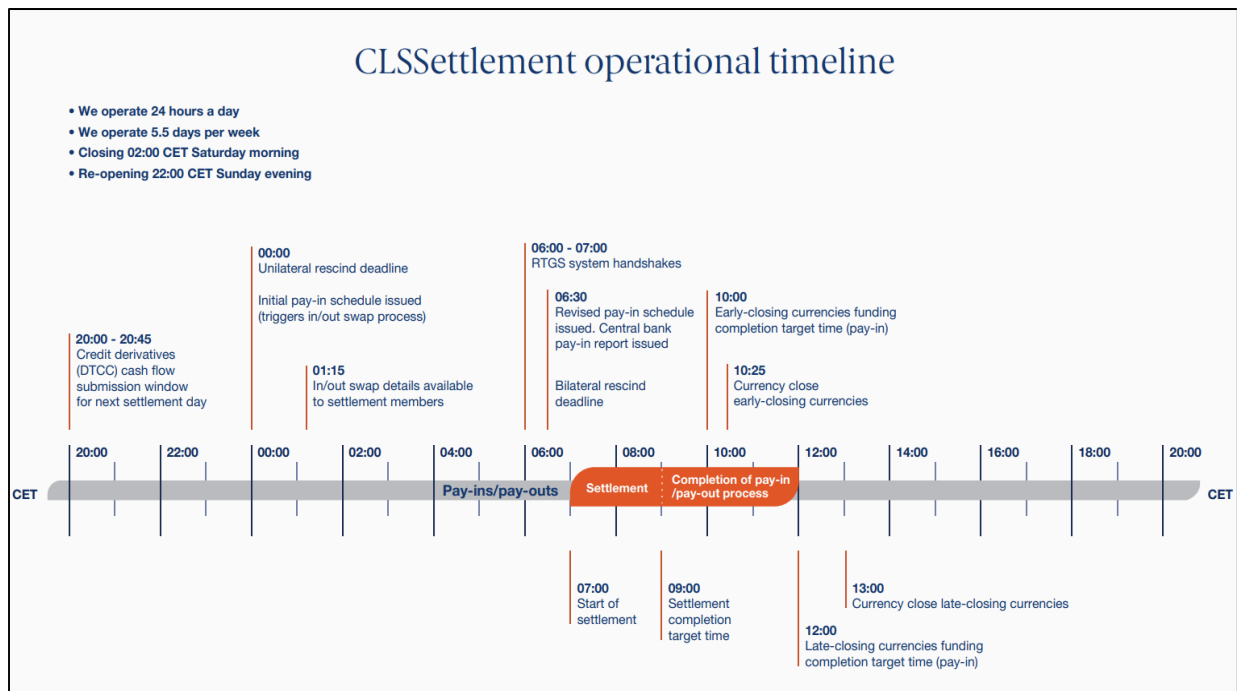 CLSSettlement operational timeline
• We operate 24 hours a day
• We operate 5.5 days per week
• Closing 02:00 CET Saturday morning
• Re-opening 22:00 CET Sunday evening
20:00 - 20:45
Credit derivatives
(DTCC) cash flow
submission window
for next settlement day
00:00
Unilateral rescind deadline
Initial pay-in schedule issued
(triggers in/out swap process)
01:15
In/out swap details available
to settlement members
06:00 - 07:00
RTGS system handshakes
06:30
Revised pay-in schedule
issued. Central bank
pay-in report issued
Bilateral rescind
deadline
10:00
Early-closing currencies funding
completion target time (pay-in)
10:25
Currency close
early-closing currencies
20:00 22:00 00:00 02:00 04:00 06:00 08:00 10:00 12:00 14:00 16:00 18:00 20:00
CET
Pay-ins/pay-outs
Settlement
Completion of pay-in
/pay-out process
CET
07:00
Start of
settlement
09:00
Settlement
completion
target time
13:00
Currency close late-closing currencies
12:00
Late-closing currencies funding
completion target time (pay-in)